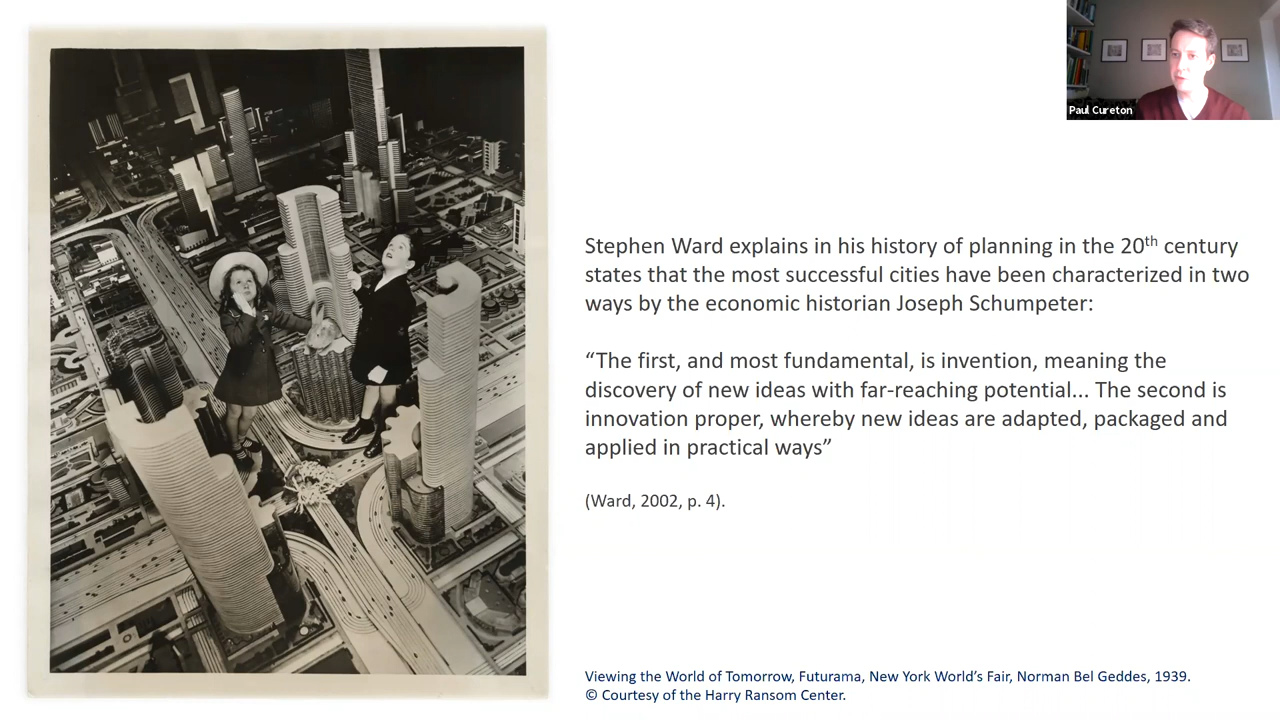 Paul Cureton
Stephen Ward explains in his history of planning in the 20th century
states that the most successful cities have been characterized in two
ways by the economic historian Joseph Schumpeter:
“The first, and most fundamental, is invention, meaning the
discovery of new ideas with far-reaching potential... The second is
innovation proper, whereby new ideas are adapted, packaged and
applied in practical ways”
(Ward, 2002, p. 4).
Viewing the World of Tomorrow, Futurama, New York World’s Fair, Norman Bel Geddes, 1939.
© Courtesy of the Harry Ransom Center.